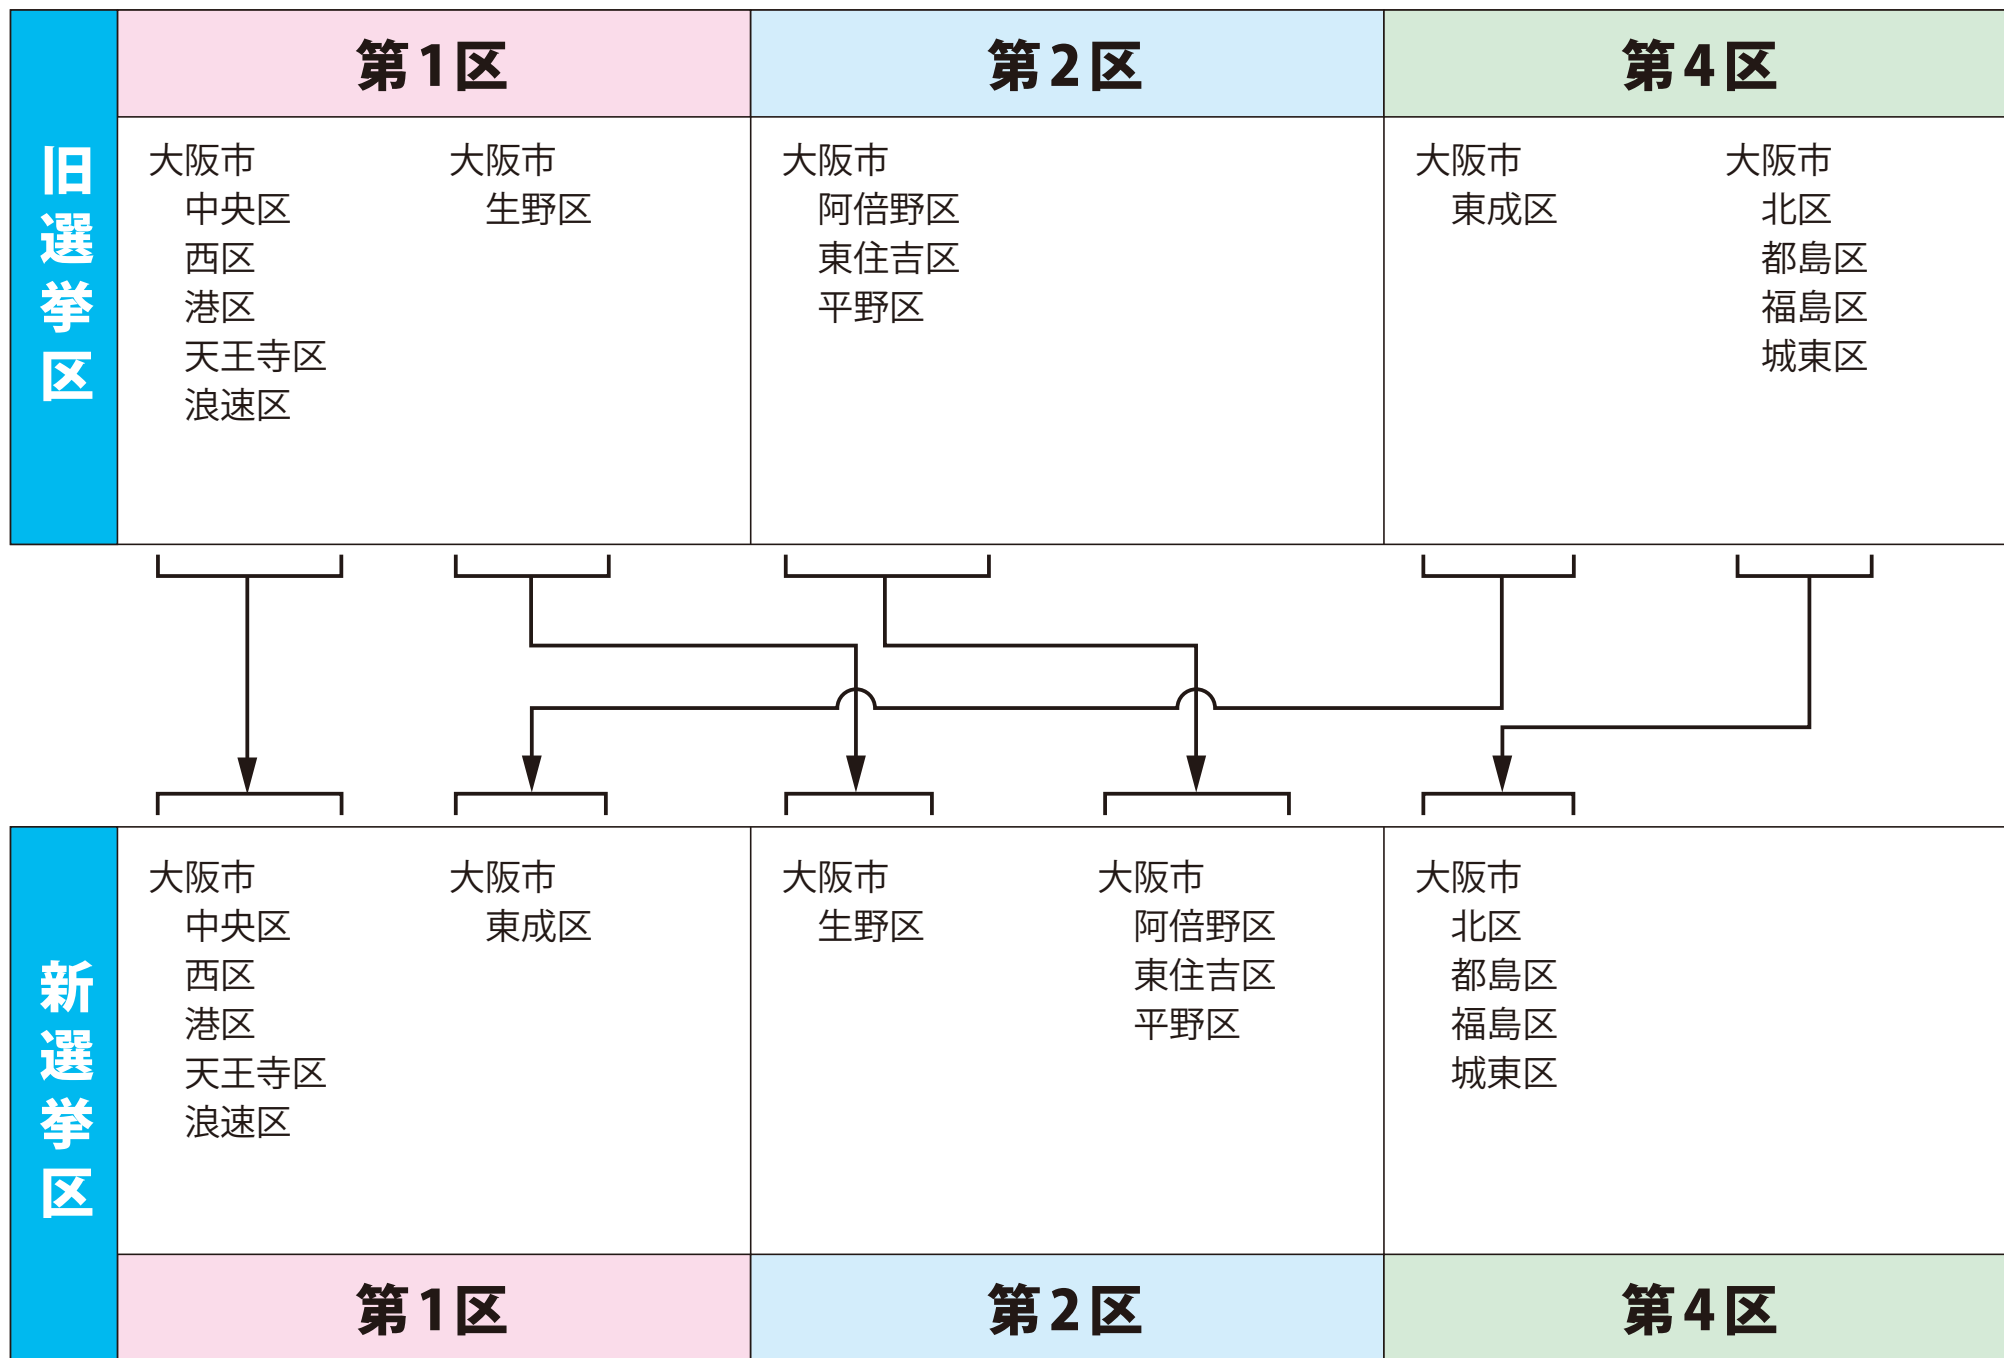 旧選挙区
第1区
大阪市
中央区
西区
港区
天王寺区
浪速区
大阪市
生野区
第2区
大阪市
阿倍野区
東住吉区
平野区
第4区
大阪市
東成区
大阪市
北区
都島区
福島区
城東区
新選挙区
大阪市
中央区
西区
港区
天王寺区
浪速区
大阪市
東成区
第1区
大阪市
生野区
大阪市
阿倍野区
東住吉区
平野区
第2区
大阪市
北区
都島区
福島区
城東区
第4区